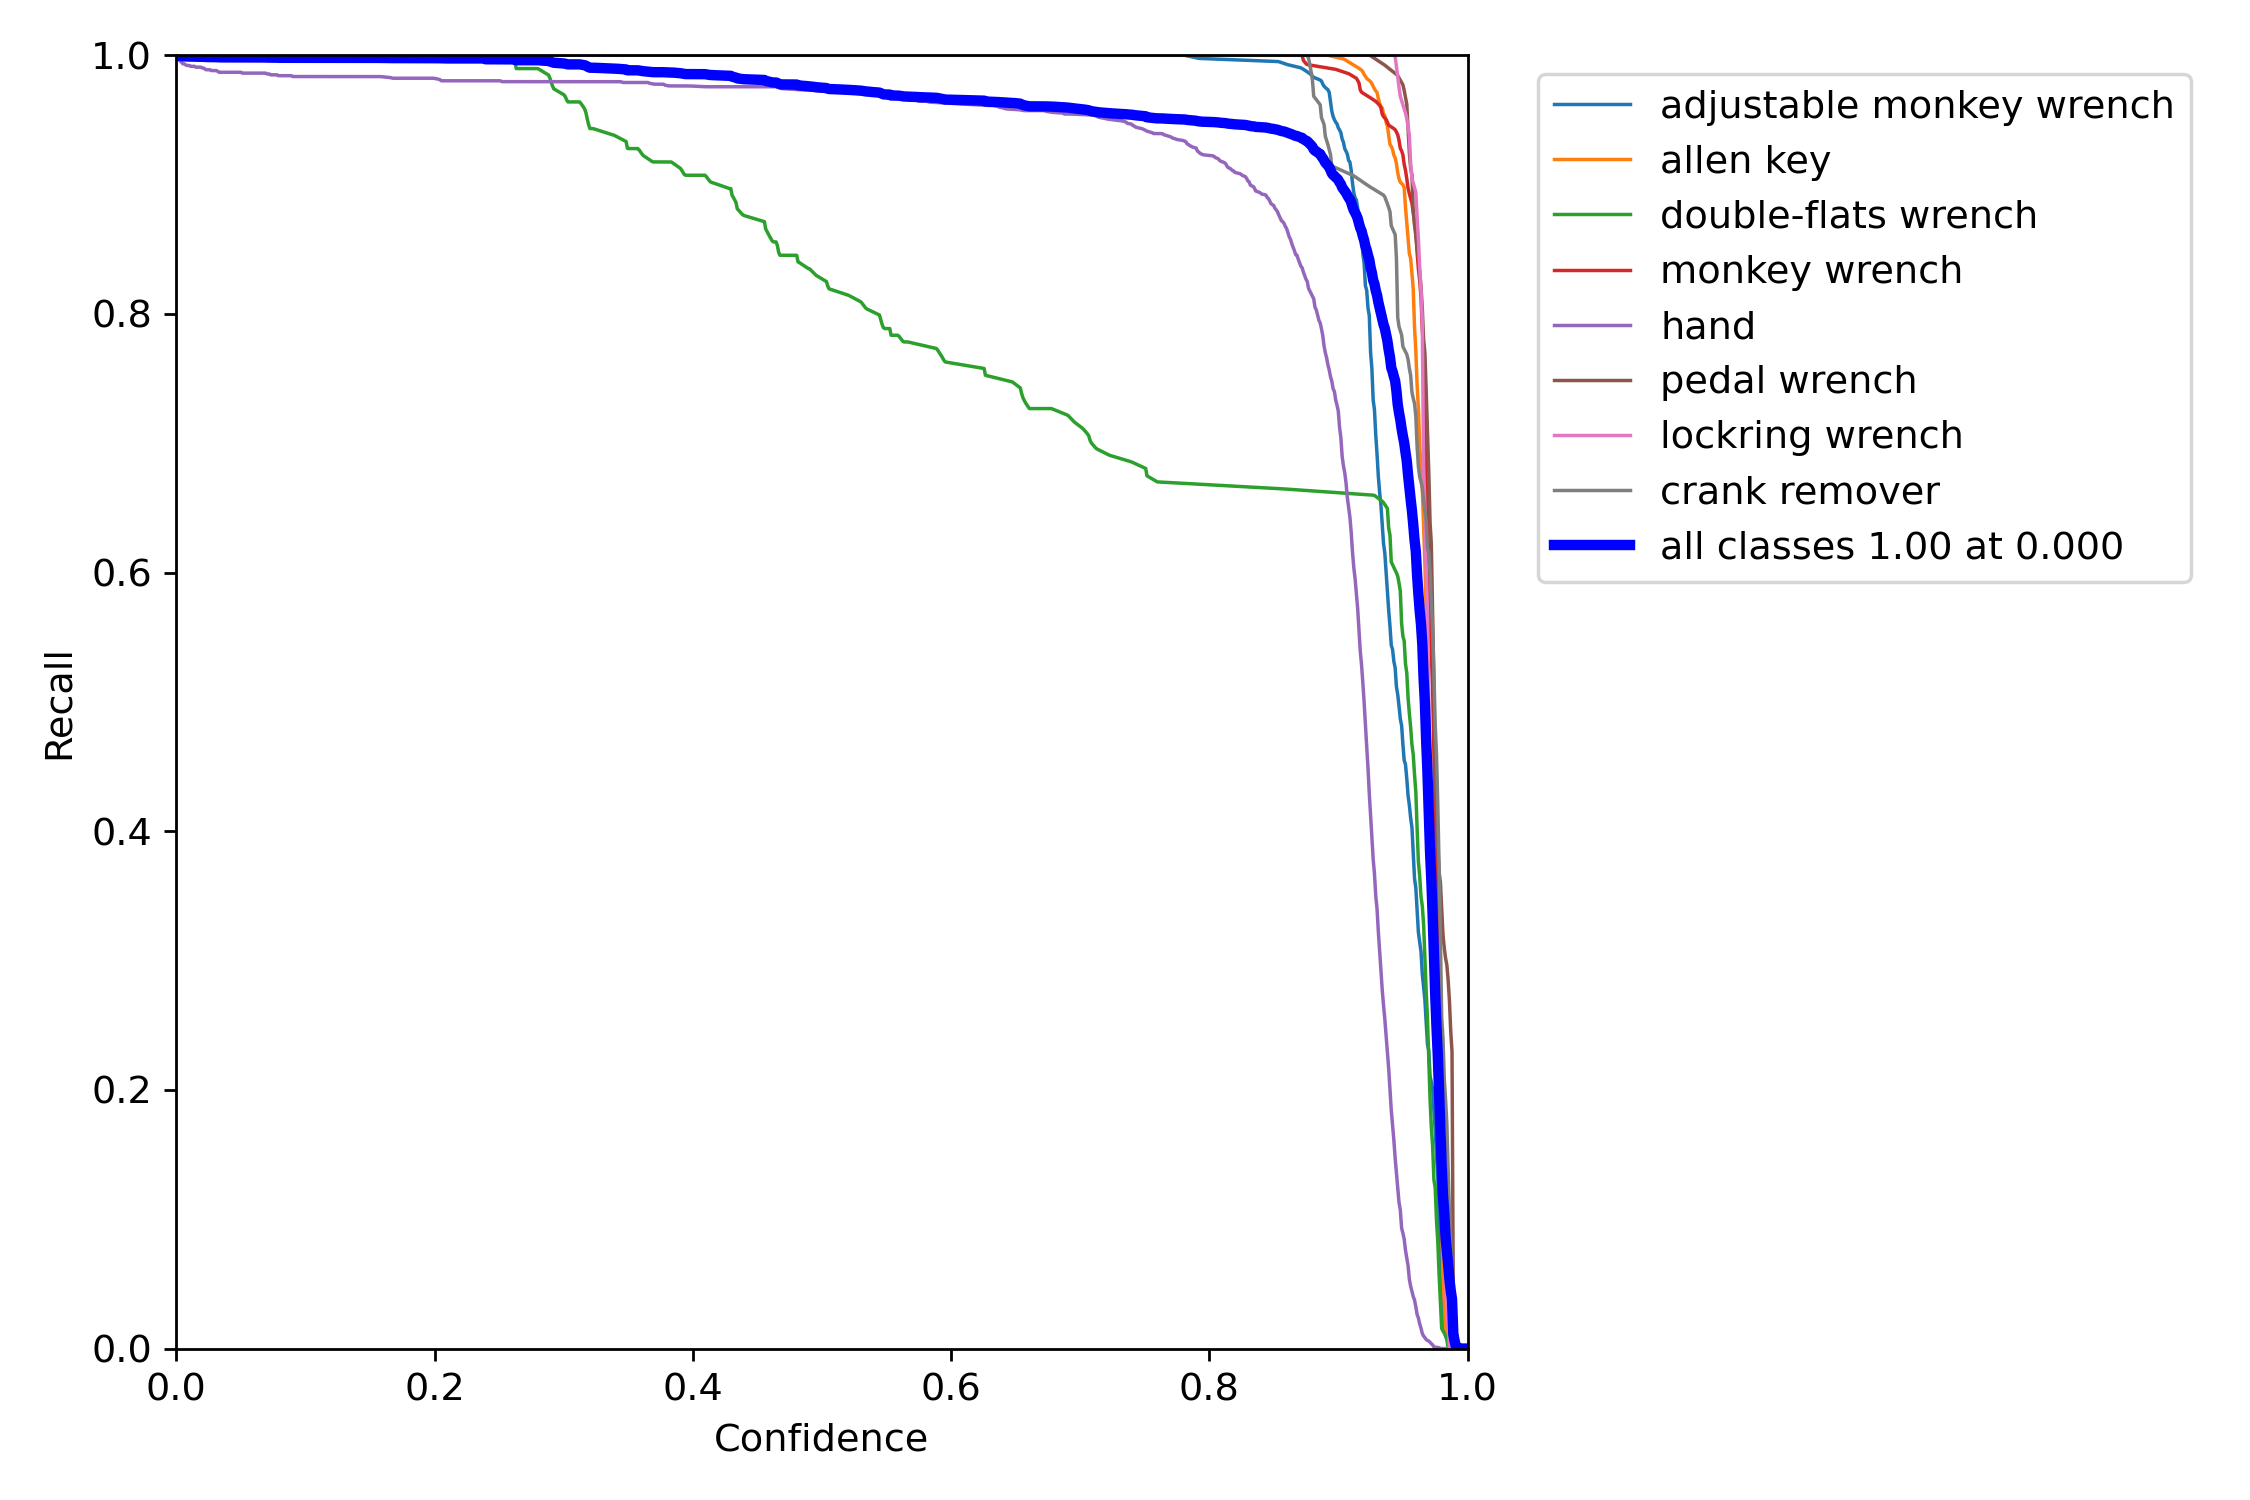 1.0
0.8
0.6
0.4
0.2
0.0
Recall
0.0 0.2 0.4 0.6 0.8 1.0
Confidence
adjustable monkey wrench
allen key
double-flats wrench
monkey wrench
hand
pedal wrench
lockring wrench
crank remover
all classes 1.00 at 0.000